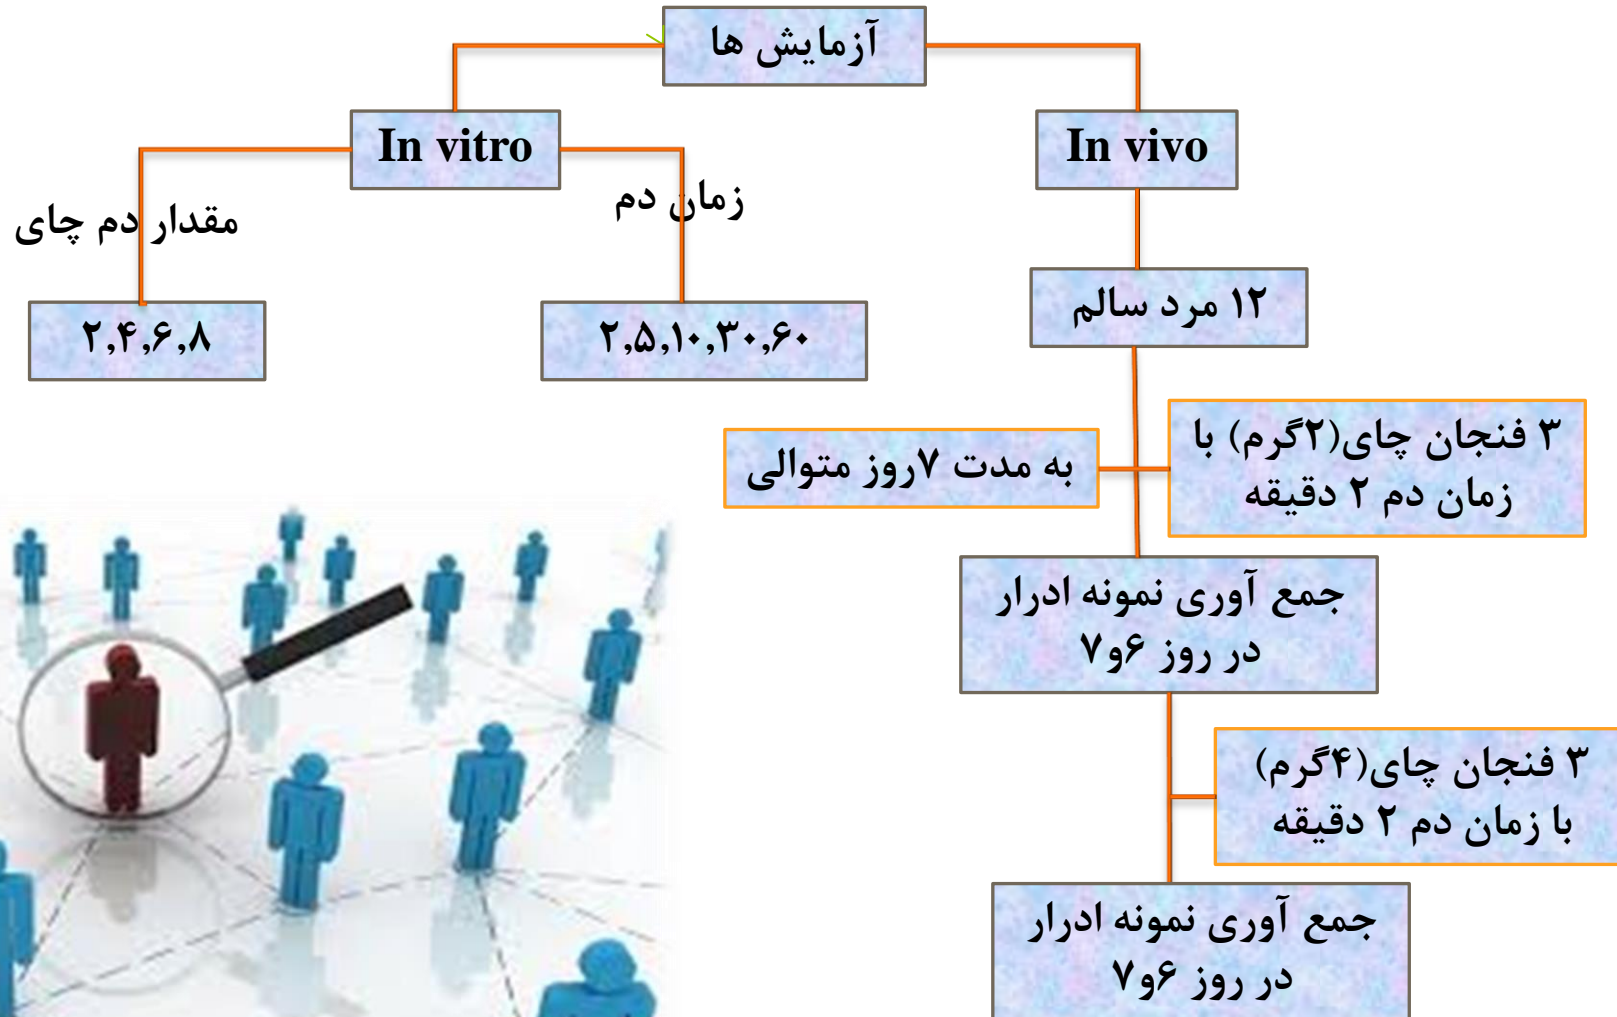 آزمایش ها
In vitro
In vivo
مقدار دم چای
زمان دم
۲,۴,۶,۸
۲,۵,۱۰,۳۰,۶۰
۱۲ مرد سالم
۳ فنجان چای(۲گرم) با
زمان دم ۲ دقیقه
به مدت ۷روز متوالی
جمع آوری نمونه ادرار
در روز ۶و۷
۳ فنجان چای(۴گرم)
با زمان دم ۲ دقیقه
جمع آوری نمونه ادرار
در روز ۶و۷